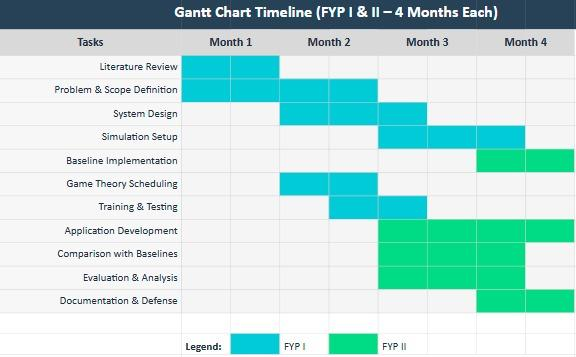 Gantt Chart Timeline (FYP I & II – 4 Months Each)
Tasks Month 1 Month 2 Month 3 Month 4
Literature Review
Problem & Scope Definition
System Design
Simulation Setup
Baseline Implementation
Game Theory Scheduling
Training & Testing
Application Development
Comparison with Baselines
Evaluation & Analysis
Documentation & Defense
Legend: FYP I FYP II